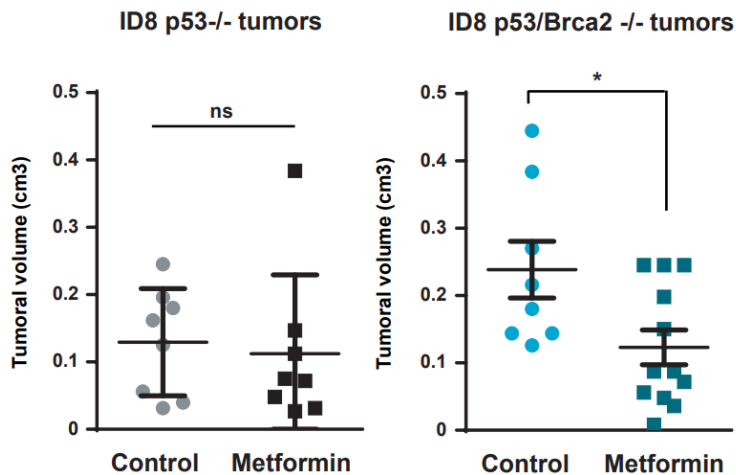 ID8 p53-/- tumors
ns
0.5
0.4
0.3
0.2
0.1
0
Tumoral volume (cm3)
Control Metformin
ID8 p53/Brca2 -/- tumors
*
0.5
0.4
0.3
0.2
0.1
0
Tumoral volume (cm3)
Control Metformin